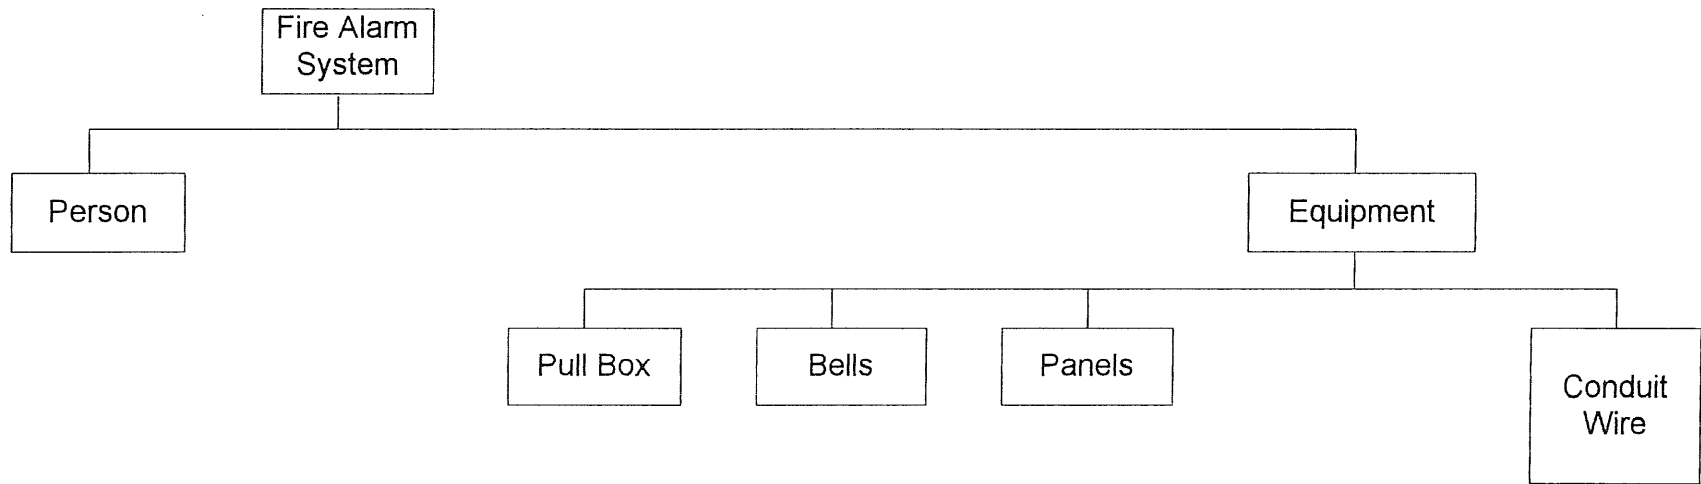 Fire Alarm
System
Person
Equipment
Pull Box
Bells
Panels
Conduit
Wire